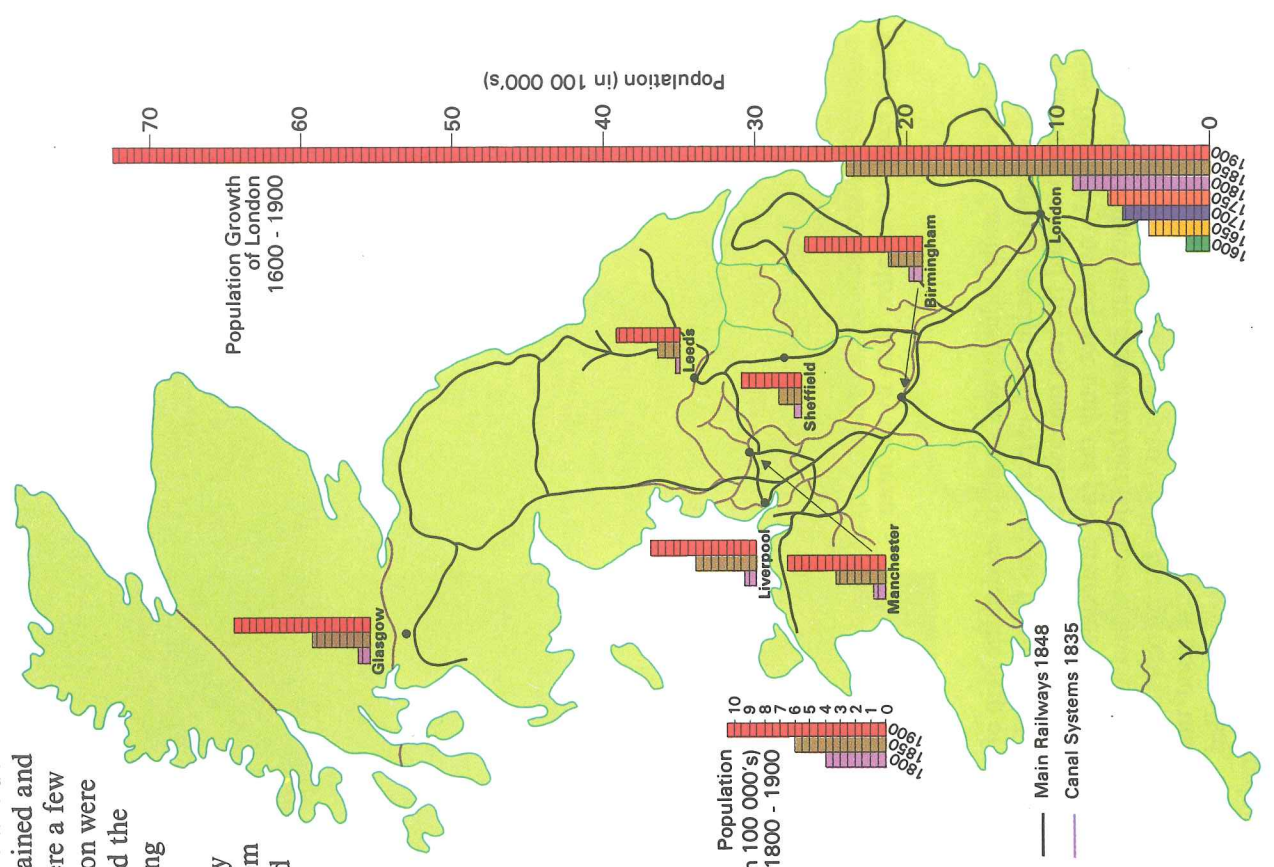 ained and
ere a few
on were
d the
ng
y
m
d
Population Growth
of London
1600 - 1900
Population (in 100 000's)
70
60
50
40
30
20
10
0
1900
1850
1800
1750
1700
1650
1600
London
Birmingham
Leeds
Sheffield
Liverpool
Manchester
Glasgow
Population
n 100 000's)
1800 - 1900
10
9
8
7
6
5
4
3
2
1
0
1900
1850
1800
Main Railways 1848
Canal Systems 1835